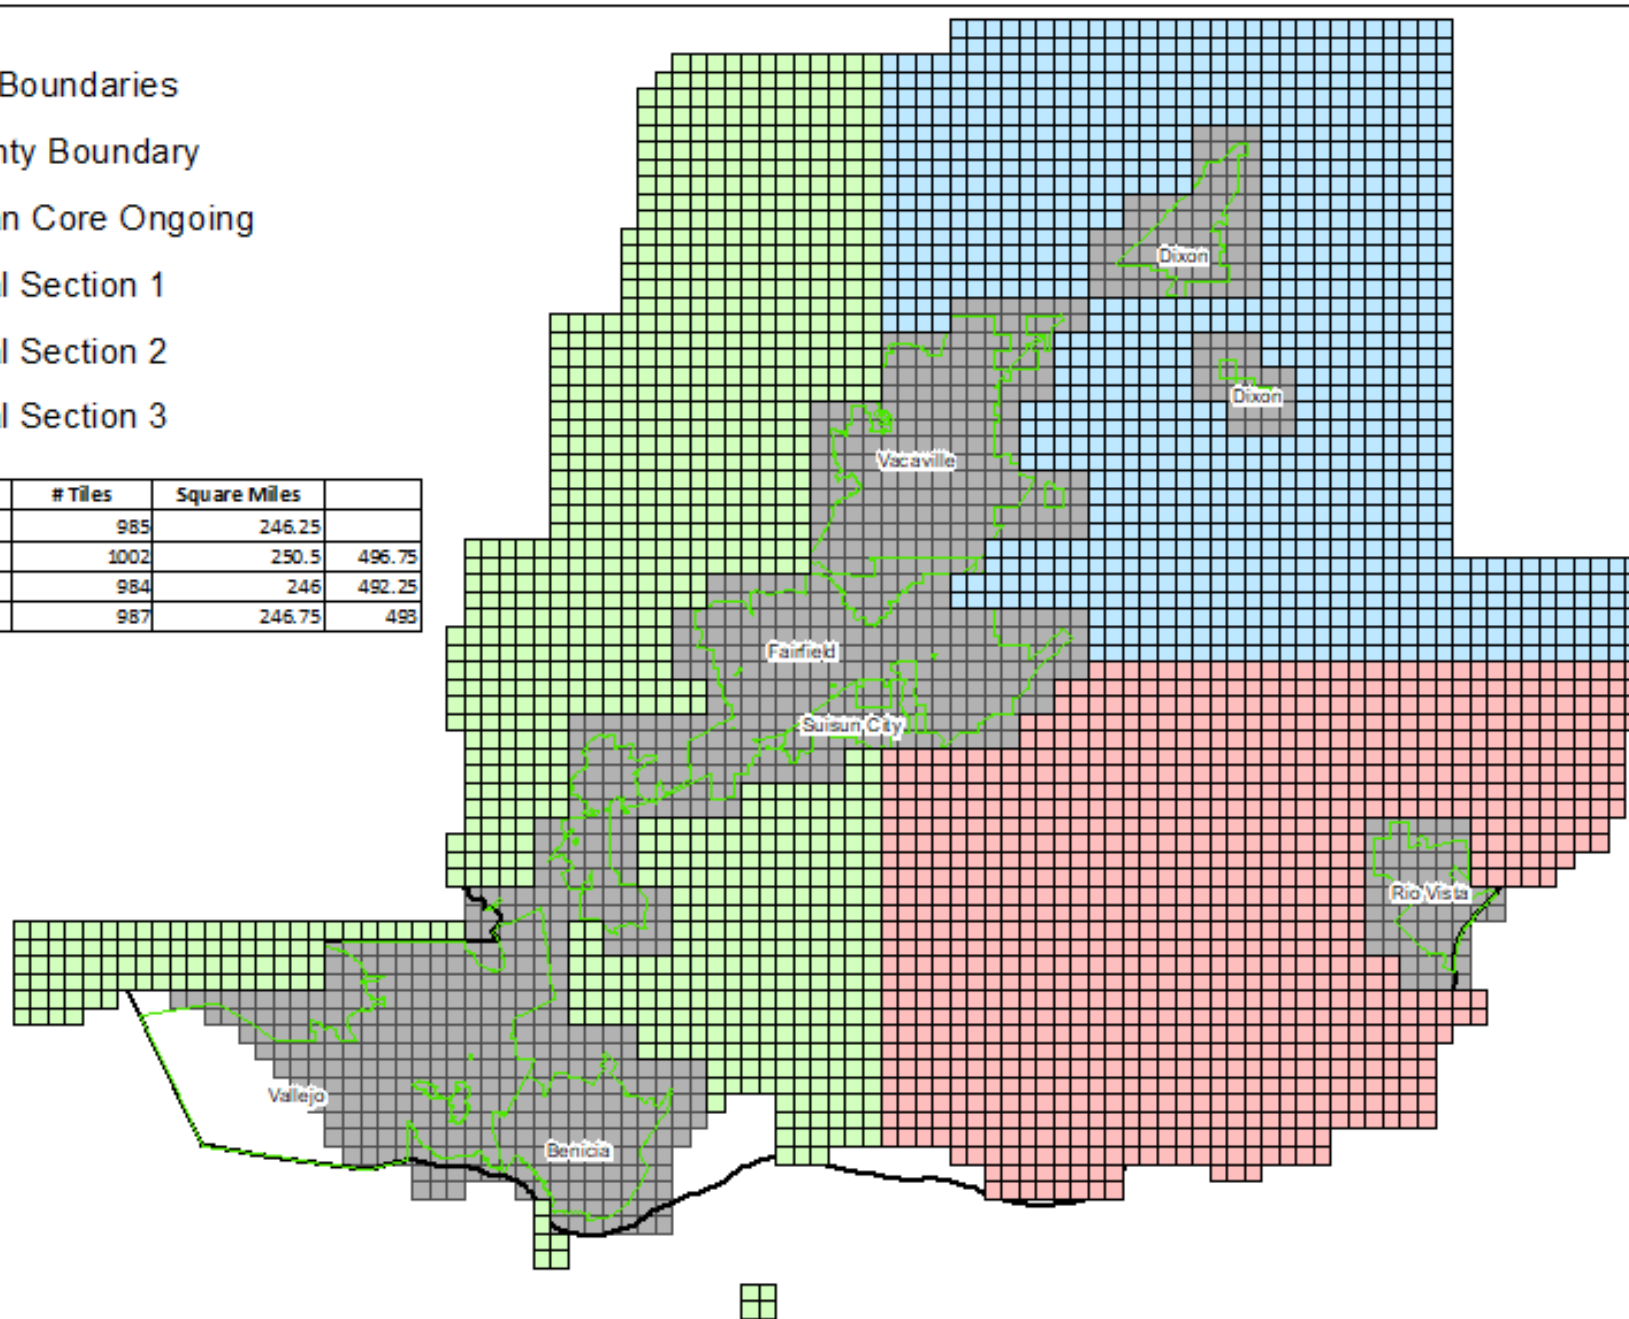 Boundaries
nty Boundary
an Core Ongoing
l Section 1
l Section 2
l Section 3
# Tiles Square Miles
985 246.25
1002 250.5 496.75
984 246 492.25
987 246.75 493
Dixon
Dixon
Vacaville
Fairfield
Suisun City
Rio Vista
Vallejo
Benicia